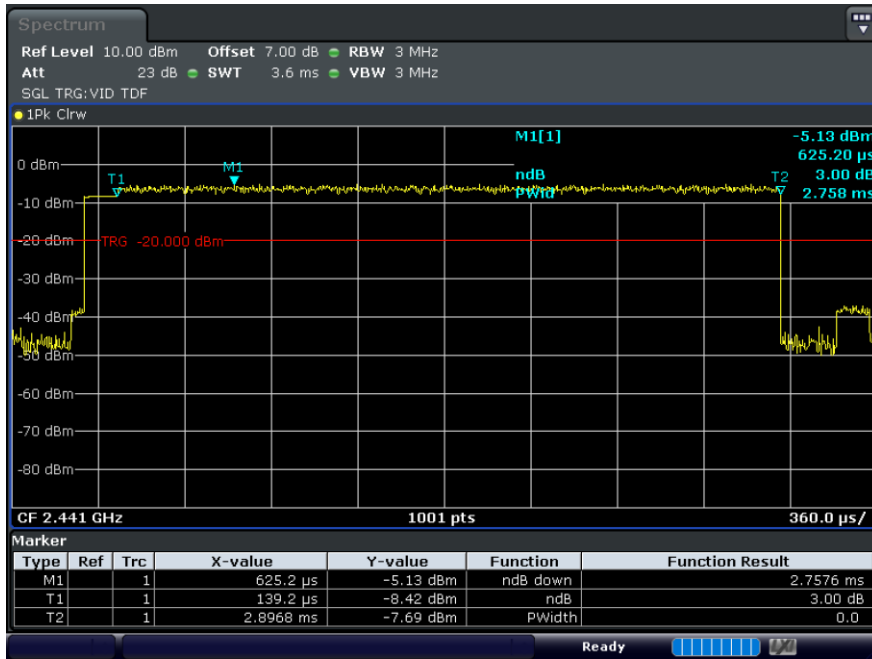 Spectrum
Ref Level 10.00 dBm Offset 7.00 dB RBW 3 MHz
Att 23 dB SWT 3.6 ms VBW 3 MHz
SGL TRG:VID TDF
1Pk Clrw
M1[1] -5.13 dBm
625.20 µs
0 dBm
M1
T1
ndB 3.00 dB
T2
PWid 2.758 ms
-10 dBm
-20 dBm TRG -20.000 dBm
-30 dBm
-40 dBm
-50 dBm
-60 dBm
-70 dBm
-80 dBm
CF 2.441 GHz 1001 pts 360.0 µs/
Marker
Type Ref Trc X-value Y-value Function Function Result
M1 1 625.2 µs -5.13 dBm ndB down 2.7576 ms
T1 1 139.2 µs -8.42 dBm ndB 3.00 dB
T2 1 2.8968 ms -7.69 dBm PWidth 0.0
Ready